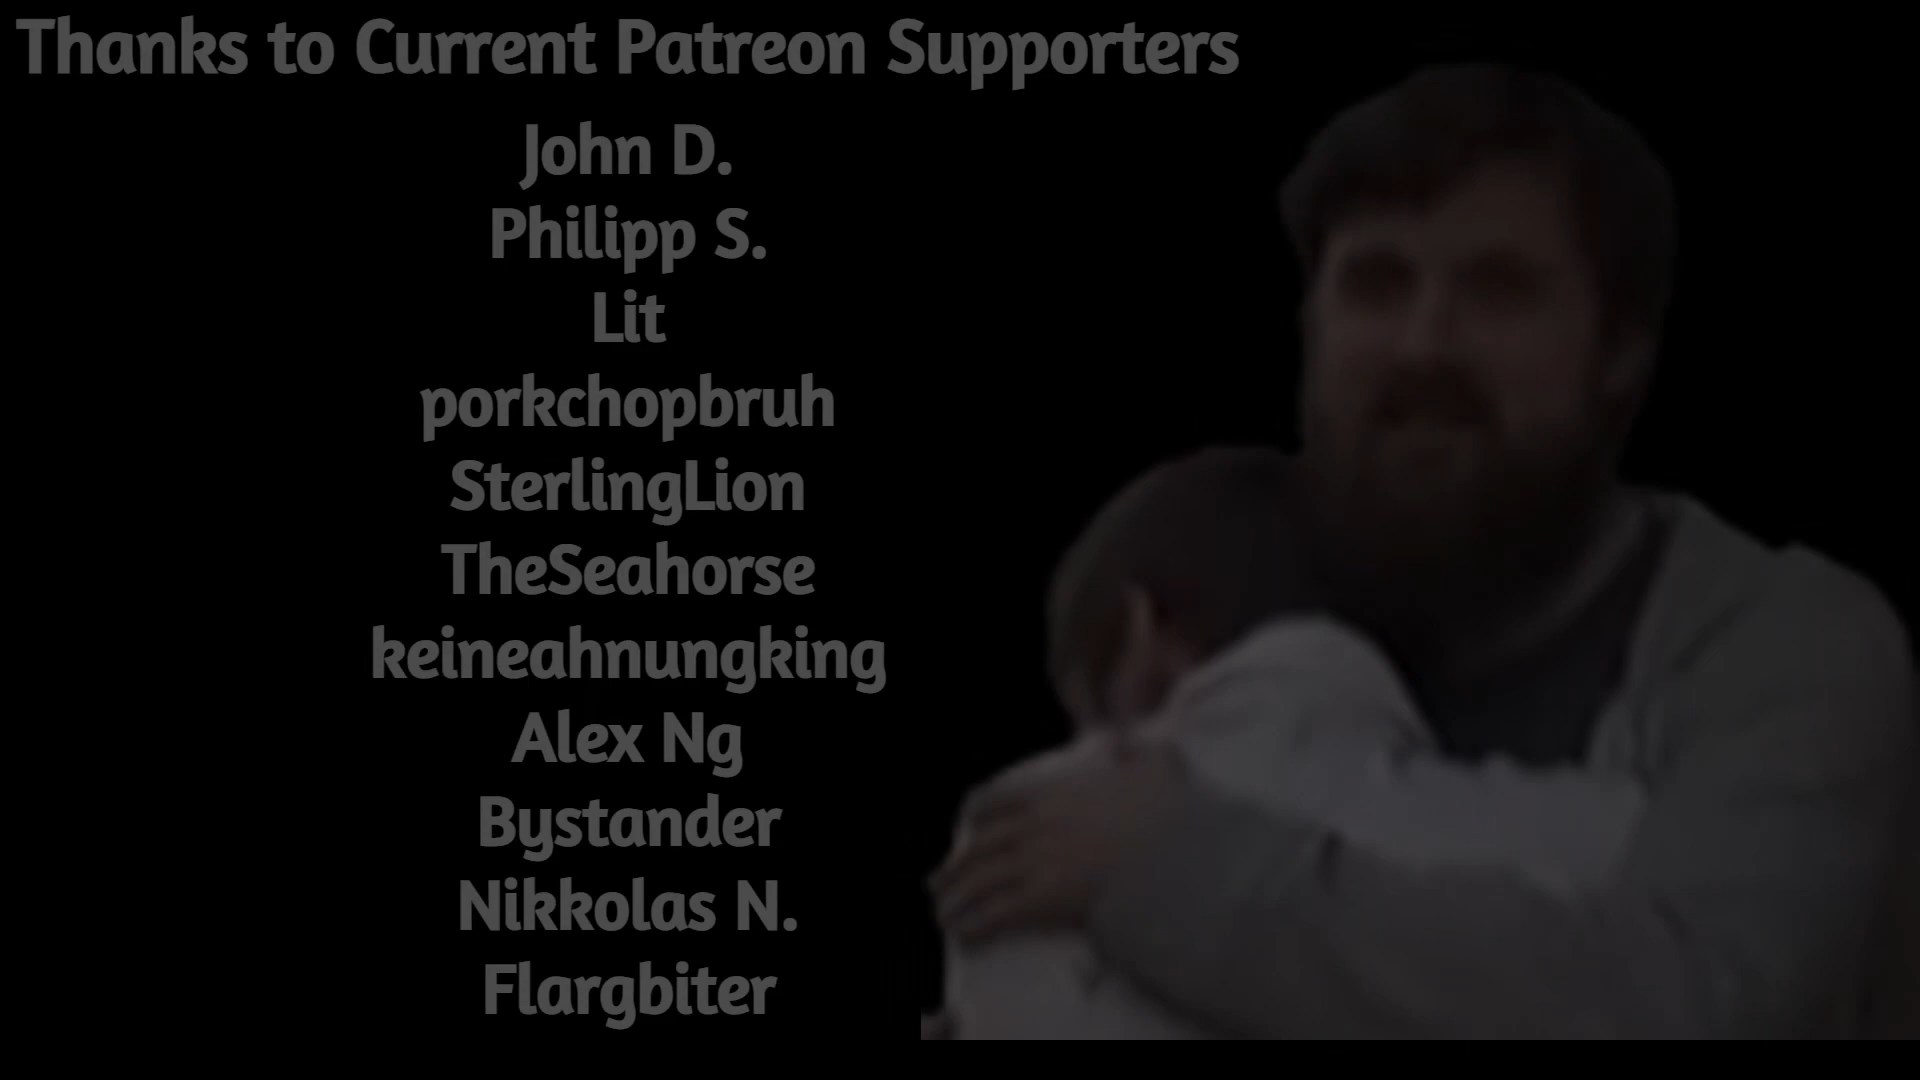 Thanks to Current Patreon Supporters
John D.
Philipp S.
Lit
porkchopbruh
SterlingLion
TheSeahorse
keineahnungking
Alex Ng
Bystander
Nikkolas N.
Flargbiter